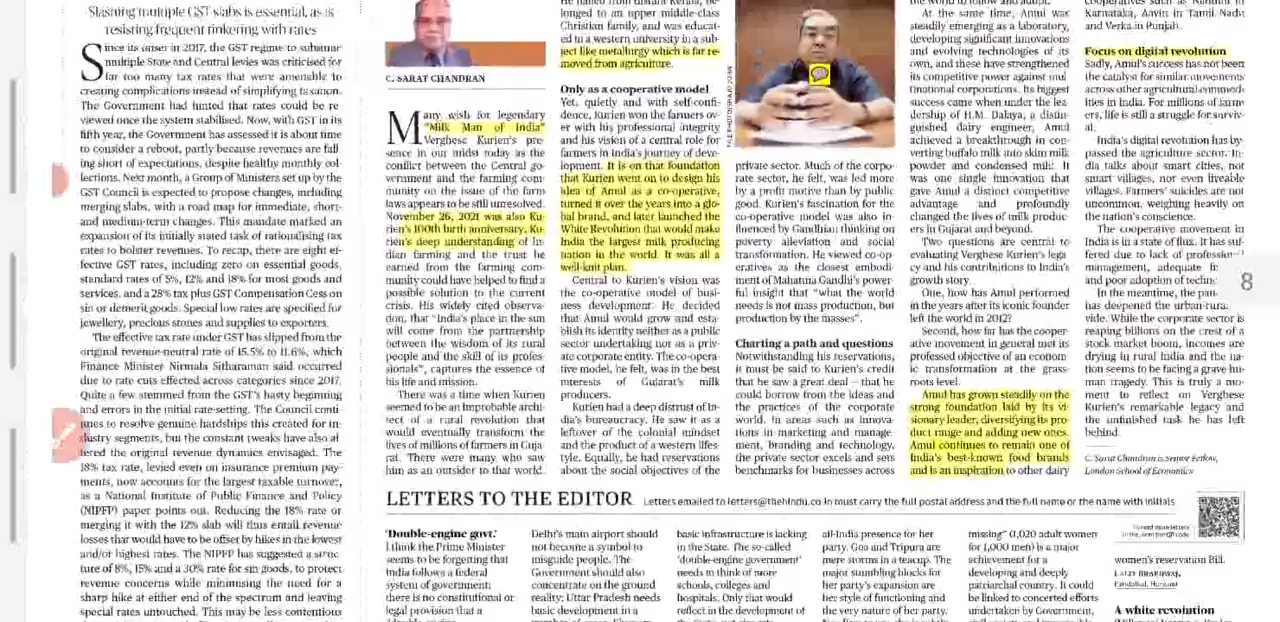 Slashing multiple GST slabs is essential, as is
resisting frequent tinkering with rates
Since its onset in 2017, the GST regime to subsume
multiple State and Central levies was criticised for
far too many tax rates that were amenable to
creating complications instead of simplifying taxation.
The Government had hinted that rates could be re-
viewed once the system stabilised. Now, with GST in its
fifth year, the Government has assessed it is about time
to consider a reboot, partly because revenues are fall-
ing short of expectations, despite healthy monthly col-
lections. Next month, a Group of Ministers set up by the
GST Council is expected to propose changes, including
merging slabs, with a road map for immediate, short-
and medium-term changes. This mandate marked an
expansion of its initially stated task of rationalising tax
rates to bolster revenues. To recap, there are eight ef-
fective GST rates, including zero on essential goods,
standard rates of 5%, 12% and 18% for most goods and
services, and a 28% tax plus GST Compensation Cess on
sin or demerit goods. Special low rates are specified for
jewellery, precious stones and supplies to exporters.
The effective tax rate under GST has slipped from the
original revenue-neutral rate of 15.5% to 11.6%, which
Finance Minister Nirmala Sitharaman said occurred
due to rate cuts effected across categories since 2017.
Quite a few stemmed from the GST's hasty beginning
and errors in the initial rate-setting. The Council conti-
nues to resolve genuine hardships this created for in-
dustry segments, but the constant tweaks have also al-
tered the original revenue dynamics envisaged. The
18% tax rate, levied even on insurance premium pay-
ments, now accounts for the largest taxable turnover,
as a National Institute of Public Finance and Policy
(NIPFP) paper points out. Reducing the 18% rate or
merging it with the 12% slab will thus entail revenue
losses that would have to be offset by hikes in the lowest
and/or highest rates. The NIPFP has suggested a struc-
ture of 8%, 15% and a 30% rate for sin goods, to protect
revenue concerns while minimising the need for a
sharp hike at either end of the spectrum and leaving
special rates untouched. This may be less contentious
C. SARAT CHANDRAN
Many wish for legendary
"Milk Man of India"
Verghese Kurien's pre-
sence in our midst today as the
conflict between the Central go-
vernment and the farming com-
munity on the issue of the farm
laws appears to be still unresolved.
November 26, 2021 was also Ku-
rien's 100th birth anniversary. Ku-
rien's deep understanding of In-
dian farming and the trust he
earned from the farming com-
munity could have helped to find a
possible solution to the current
crisis. His widely cited observa-
tion, that "India's place in the sun
will come from the partnership
between the wisdom of its rural
people and the skill of its profes-
sionals", captures the essence of
his life and mission.
There was a time when Kurien
seemed to be an improbable archi-
tect of a rural revolution that
would eventually transform the
lives of millions of farmers in Guja-
rat. There were many who saw
him as an outsider to that world.
longed to an upper middle-class
Christian family, and was educat-
ed in a western university in a sub-
ject like metallurgy which is far re-
moved from agriculture.
Only as a cooperative model
Yet, quietly and with self-confi-
dence, Kurien won the farmers ov-
er with his professional integrity
and his vision of a central role for
farmers in India's journey of deve-
lopment. It is on that foundation
that Kurien went on to design his
idea of Amul as a co-operative,
turned it over the years into a glo-
bal brand, and later launched the
White Revolution that would make
India the largest milk producing
nation in the world. It was all a
well-knit plan.
Central to Kurien's vision was
the co-operative model of busi-
ness development. He decided
that Amul would grow and esta-
blish its identity neither as a public
sector undertaking nor as a priv-
ate corporate entity. The co-opera-
tive model, he felt, was in the best
interests of Gujarat's milk
producers.
Kurien had a deep distrust of In-
dia's bureaucracy. He saw it as a
leftover of the colonial mindset
and the product of a western lifes-
tyle. Equally, he had reservations
about the social objectives of the
private sector. Much of the corpo-
rate sector, he felt, was led more
by a profit motive than by public
good. Kurien's fascination for the
co-operative model was also in-
fluenced by Gandhian thinking on
poverty alleviation and social
transformation. He viewed co-op-
eratives as the closest embodi-
ment of Mahatma Gandhi's power-
ful insight that "what the world
needs is not mass production, but
production by the masses".
Charting a path and questions
Notwithstanding his reservations,
it must be said to Kurien's credit
that he saw a great deal – that he
could borrow from the ideas and
the practices of the corporate
world. In areas such as innova-
tions in marketing and manage-
ment, branding and technology,
the private sector excels and sets
benchmarks for businesses across
At the same time, Amul was
steadily emerging as a laboratory,
developing significant innovations
and evolving technologies of its
own, and these have strengthened
its competitive power against mul-
tinational corporations. Its biggest
success came when under the lea-
dership of H.M. Dalaya, a distin-
guished dairy engineer, Amul
achieved a breakthrough in con-
verting buffalo milk into skim milk
powder and condensed milk. It
was one single innovation that
gave Amul a distinct competitive
advantage and profoundly
changed the lives of milk produc-
ers in Gujarat and beyond.
Two questions are central to
evaluating Verghese Kurien's lega-
cy and his contributions to India's
growth story.
One, how has Amul performed
in the years after its iconic founder
left the world in 2012?
Second, how far has the cooper-
ative movement in general met its
professed objective of an econom-
ic transformation at the grass-
roots level.
Amul has grown steadily on the
strong foundation laid by its vi-
sionary leader, diversifying its pro-
duct range and adding new ones.
Amul continues to remain one of
India's best-known food brands
and is an inspiration to other dairy
Karnataka, Aavin in Tamil Nadu
and Verka in Punjab.
Focus on digital revolution
Sadly, Amul's success has not been
the catalyst for similar movements
across other agricultural commod-
ities in India. For millions of farm-
ers, life is still a struggle for surviv-
al.
India's digital revolution has by-
passed the agriculture sector. In-
dia talks about smart cities, not
smart villages, nor even liveable
villages. Farmers' suicides are not
uncommon, weighing heavily on
the nation's conscience.
The cooperative movement in
India is in a state of flux. It has suf-
fered due to lack of professional
management, adequate
and poor adoption of
In the meantime, the
has deepened the urban-rural
vide. While the corporate sector is
reaping billions on the crest of a
stock market boom, incomes are
drying in rural India and the na-
tion seems to be facing a grave hu-
man tragedy. This is truly a mo-
ment to reflect on Verghese
Kurien's remarkable legacy and
the unfinished task he has left
behind.
C. Sarat Chandran is Senior Fellow,
London School of Economics
8
LETTERS TO THE EDITOR Letters emailed to letters@thehindu.co.in must carry the full postal address and the full name or the name with initials
'Double-engine govt.'
I think the Prime Minister
seems to be forgetting that
India follows a federal
system of government;
there is no constitutional or
legal provision that a
Delhi's main airport should
not become a symbol to
misguide people. The
Government should also
concentrate on the ground
reality; Uttar Pradesh needs
basic development in a
basic infrastructure is lacking
in the State. The so-called
'double-engine government'
needs to think of more
schools, colleges and
hospitals. Only that would
reflect in the development of
all-India presence for her
party. Goa and Tripura are
mere storms in a teacup. The
major stumbling blocks for
her party's expansion are
her style of functioning and
the very nature of her party.
missing" (1,020 adult women
for 1,000 men) is a major
achievement for a
developing and deeply
patriarchal country. It could
be linked to concerted efforts
undertaken by Government,
women's reservation Bill.
A white revolution